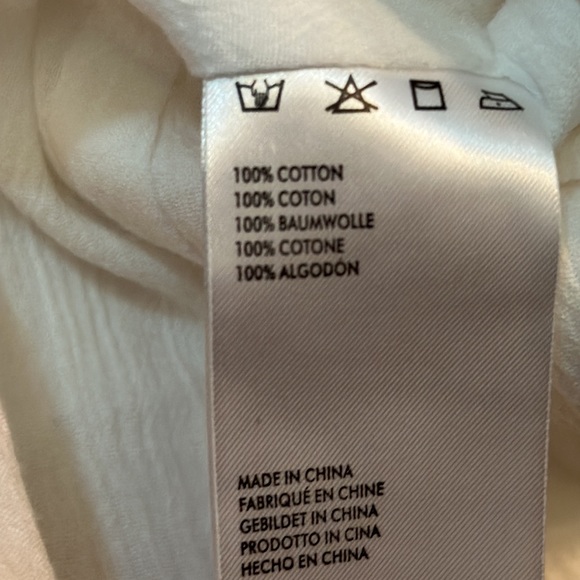 100% COTTON
100% COTON
100% BAUMWOLLE
100% COTONE
100% ALGODÓN
MADE IN CHINA
FABRIQUÉ EN CHINE
GEBILDET IN CHINA
PRODOTTO IN CINA
HECHO EN CHINA